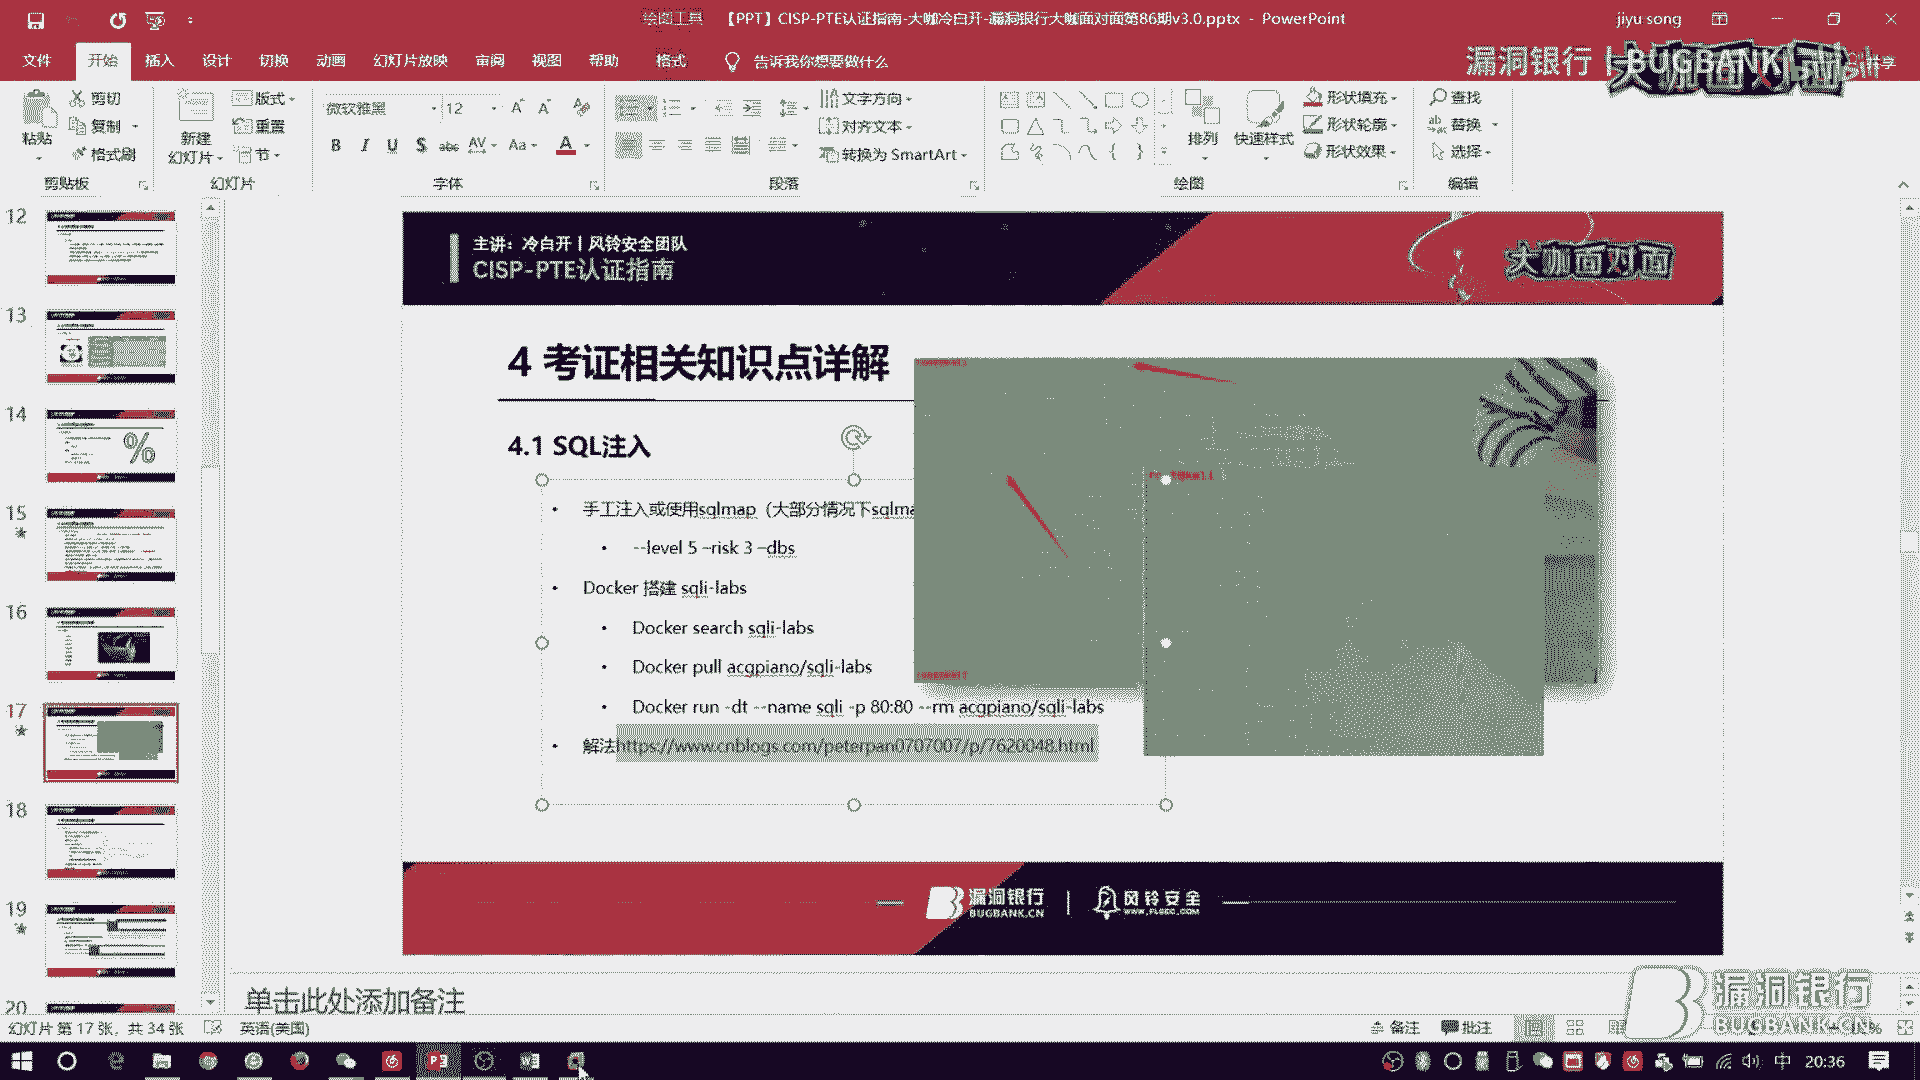 绘图工具
【PPT】CISP-PTE认证指南-大咖冷白开-漏洞银行大咖面对面第86期v3.0.pptx - PowerPoint
jiyu song
文件 开始 插入 设计 切换 动画 幻灯片放映 审阅 视图 帮助 格式 告诉我你想要做什么
漏洞银行 | BUGBANK
大咖面对面
共享
粘贴
剪切
复制
格式刷
剪贴板
新建
幻灯片
版式
重置
节
幻灯片
微软雅黑 12
字体
文字方向
对齐文本
转换为 SmartArt
段落
排列
快速样式
形状填充
形状轮廓
形状效果
绘图
查找
替换
选择
编辑
12
13
14
15
16
17
18
19
20
主讲：冷白开丨风铃安全团队
CISP-PTE认证指南
大咖面对面
4 考证相关知识点详解
4.1 SQL注入
• 手工注入或使用sqlmap（大部分情况下sqlma
• --level 5 –risk 3 –dbs
• Docker 搭建 sqli-labs
• Docker search sqli-labs
• Docker pull acgpiano/sqli-labs
• Docker run -dt --name sqli -p 80:80 --rm acgpiano/sqli-labs
• 解法https://www.cnblogs.com/peterpan0707007/p/7620048.html
漏洞银行
BUGBANK.CN
风铃安全
单击此处添加备注
漏洞银行
BUGBANK.CN
幻灯片 第 17 张，共 34 张 英语(美国)
备注 批注
中 20:36